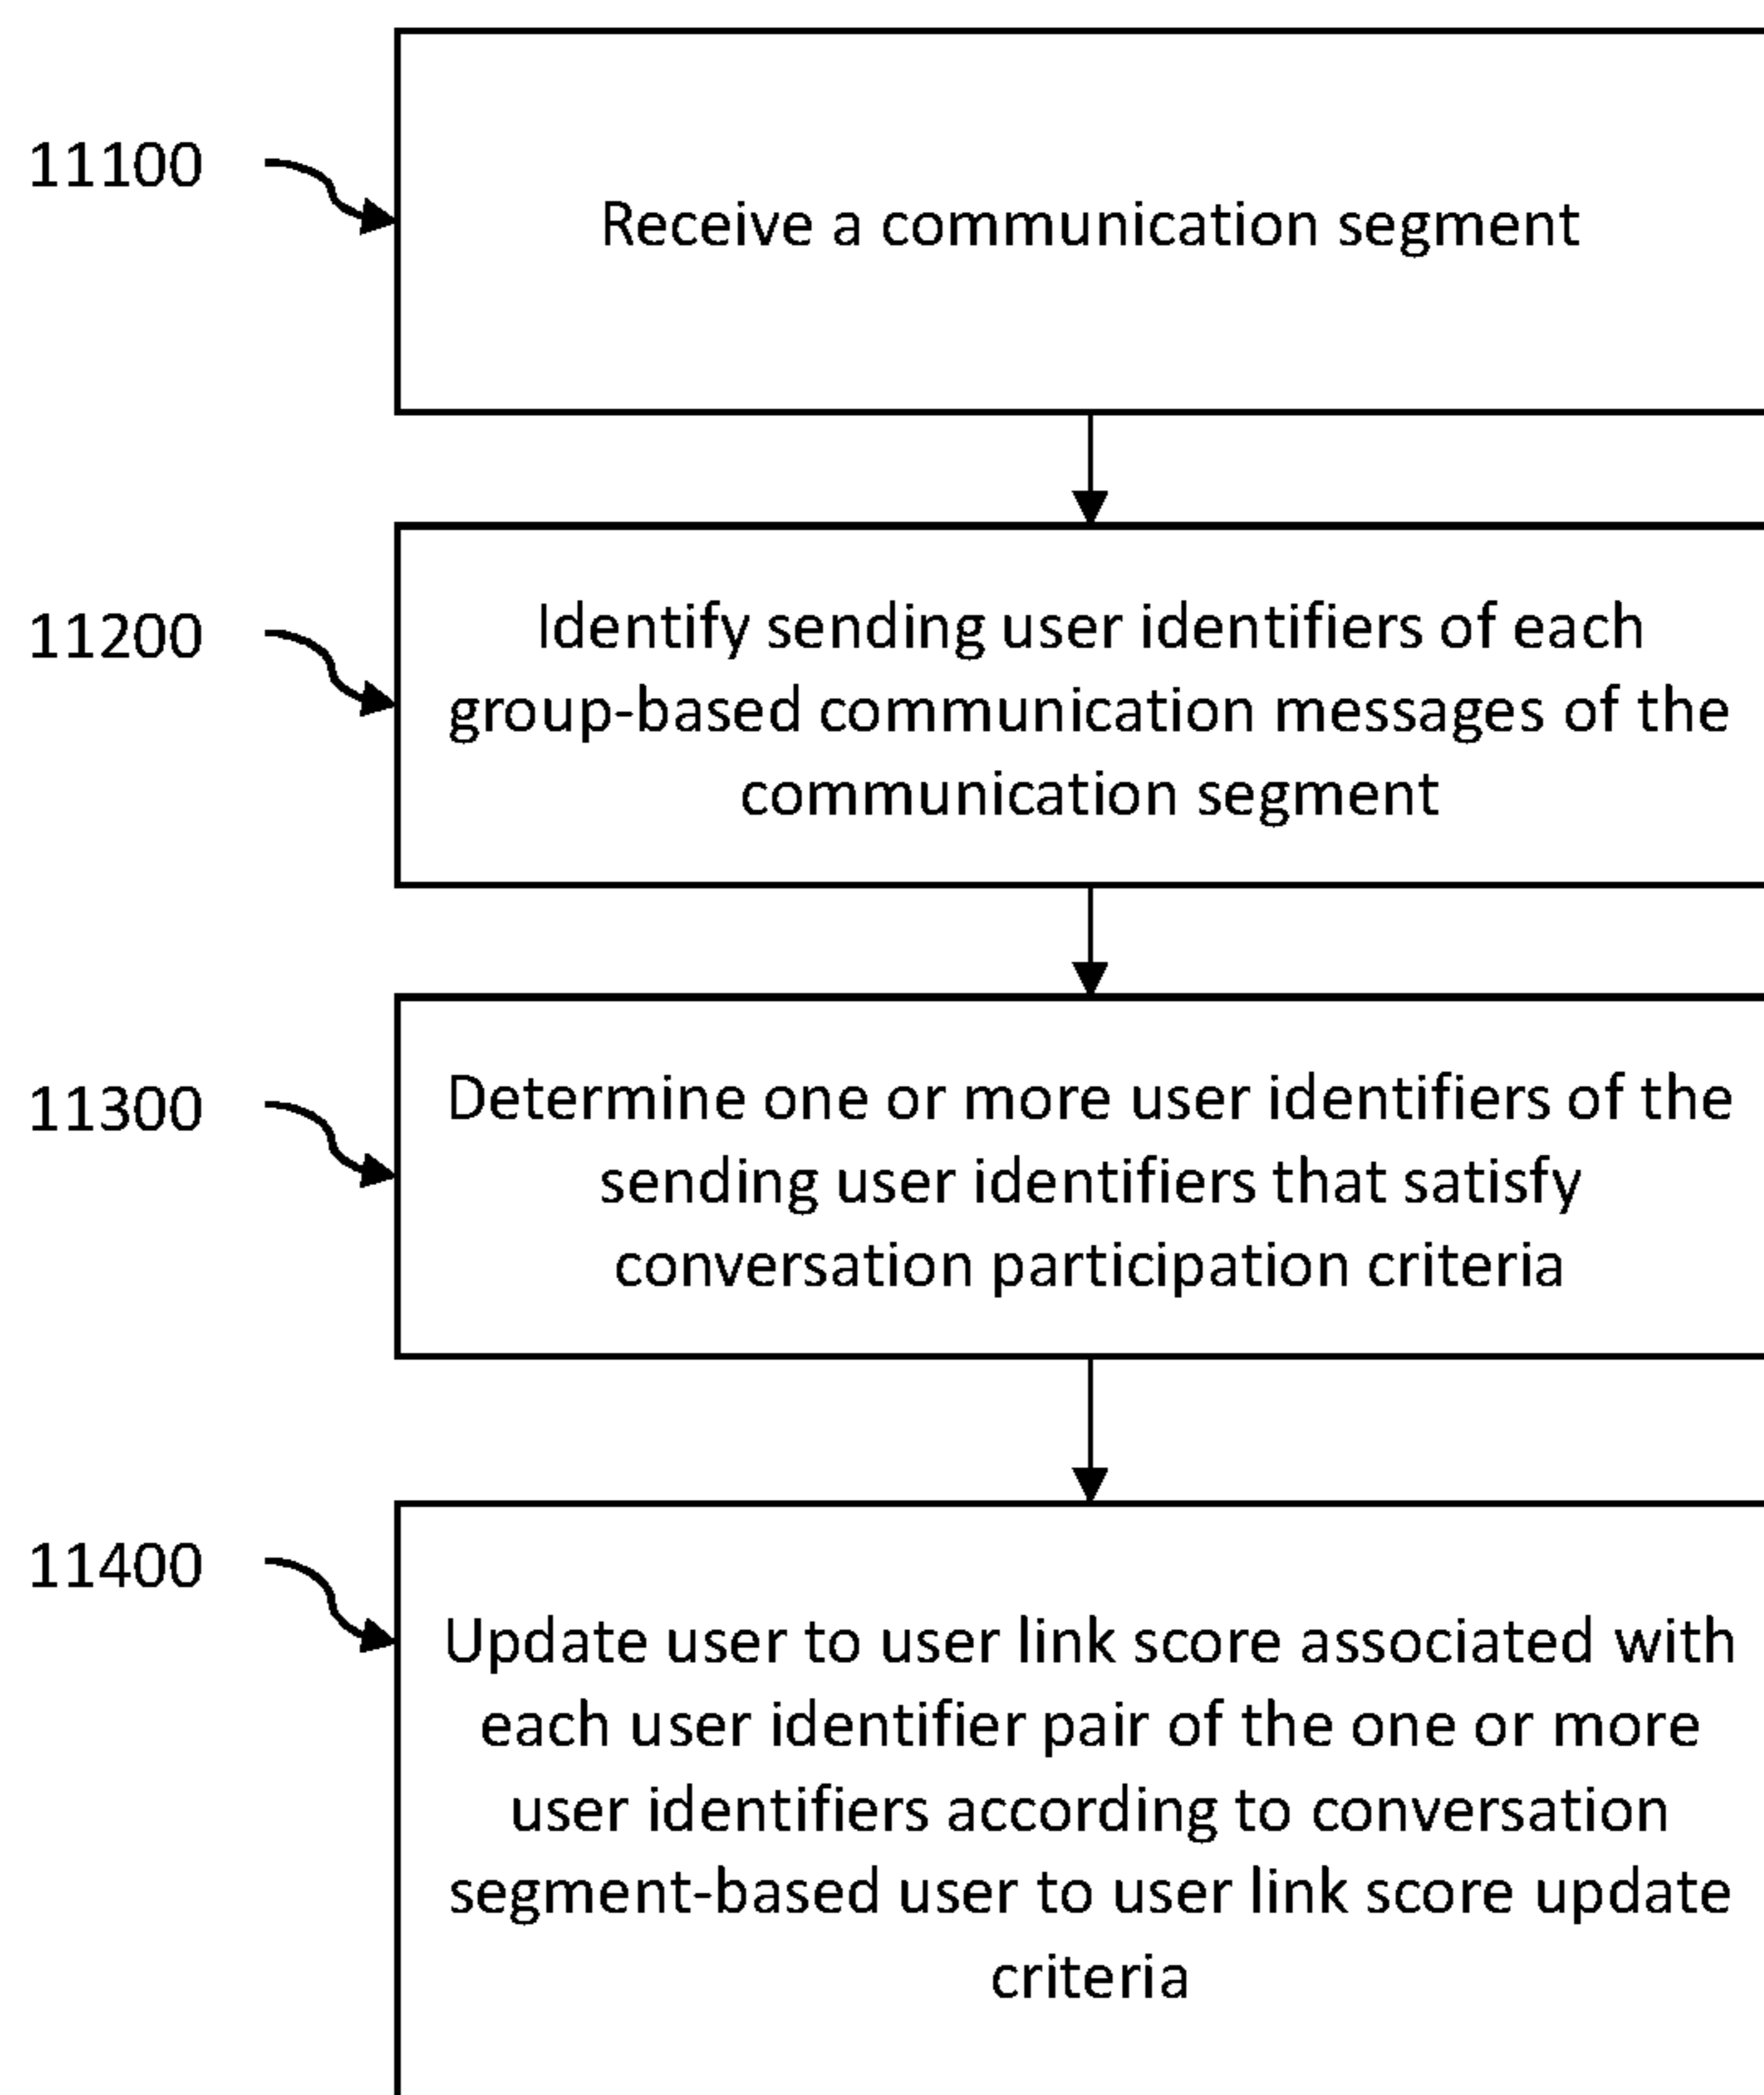 11100
Receive a communication segment
11200
Identify sending user identifiers of each
group-based communication messages of the
communication segment
11300
Determine one or more user identifiers of the
sending user identifiers that satisfy
conversation participation criteria
11400
Update user to user link score associated with
each user identifier pair of the one or more
user identifiers according to conversation
segment-based user to user link score update
criteria